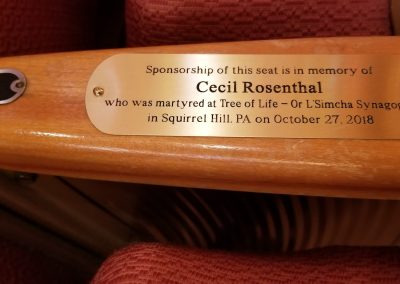 Sponsorship of this seat is in memory of
Cecil Rosenthal
who was martyred at Tree of Life – Or L'Simcha Synagog
in Squirrel Hill, PA on October 27, 2018